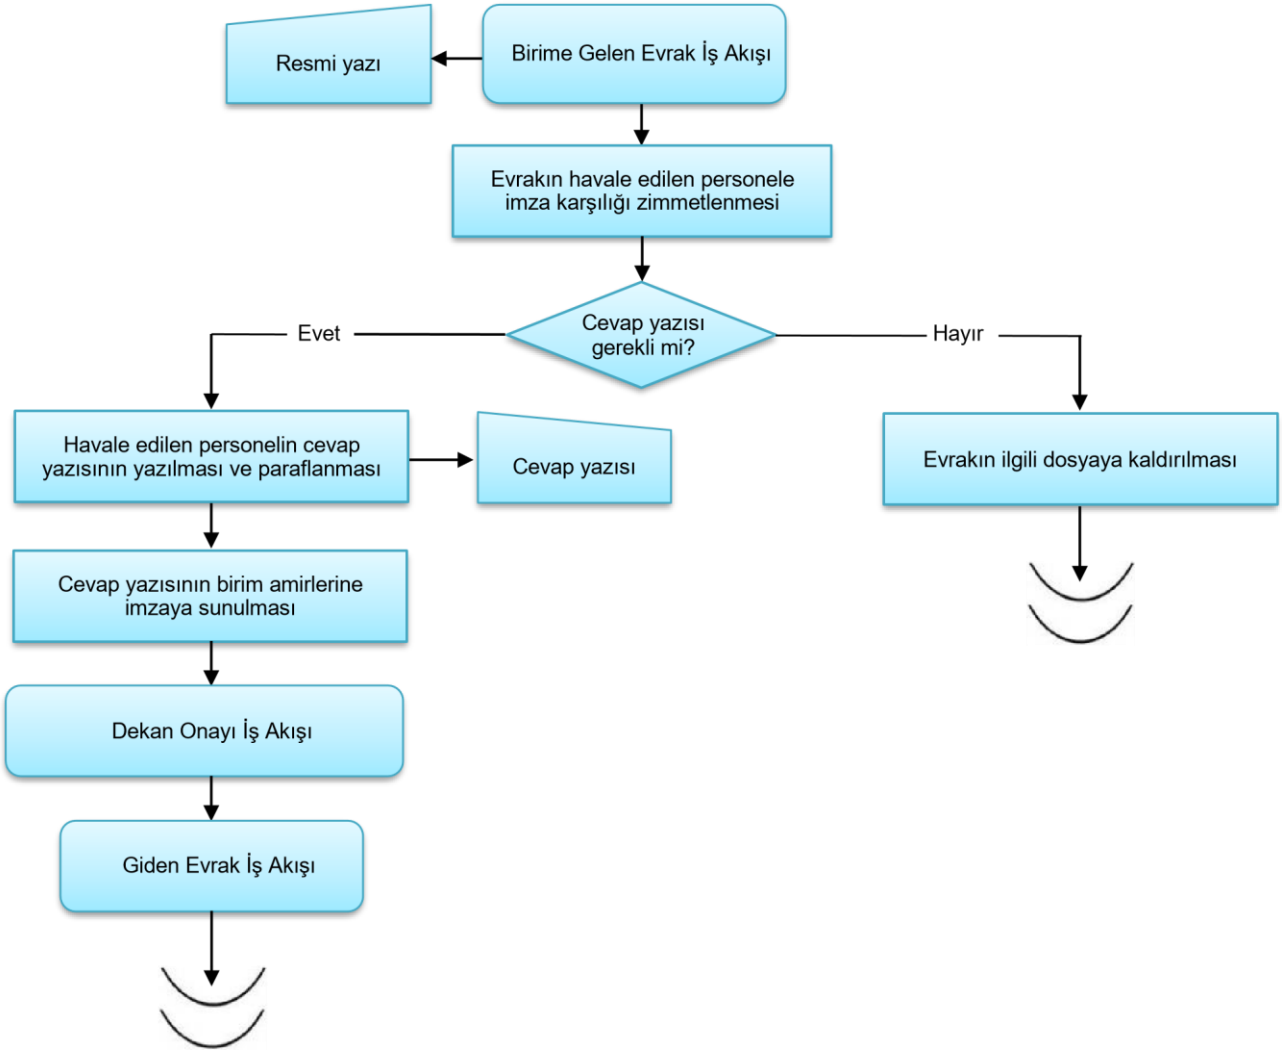 Resmi yazı
Birime Gelen Evrak İş Akışı
Evrakın havale edilen personele
imza karşılığı zimmetlenmesi
Cevap yazısı
gerekli mi?
Evet
Hayır
Havale edilen personelin cevap
yazısının yazılması ve paraflanması
Cevap yazısı
Evrakın ilgili dosyaya kaldırılması
Cevap yazısının birim amirlerine
imzaya sunulması
Dekan Onayı İş Akışı
Giden Evrak İş Akışı